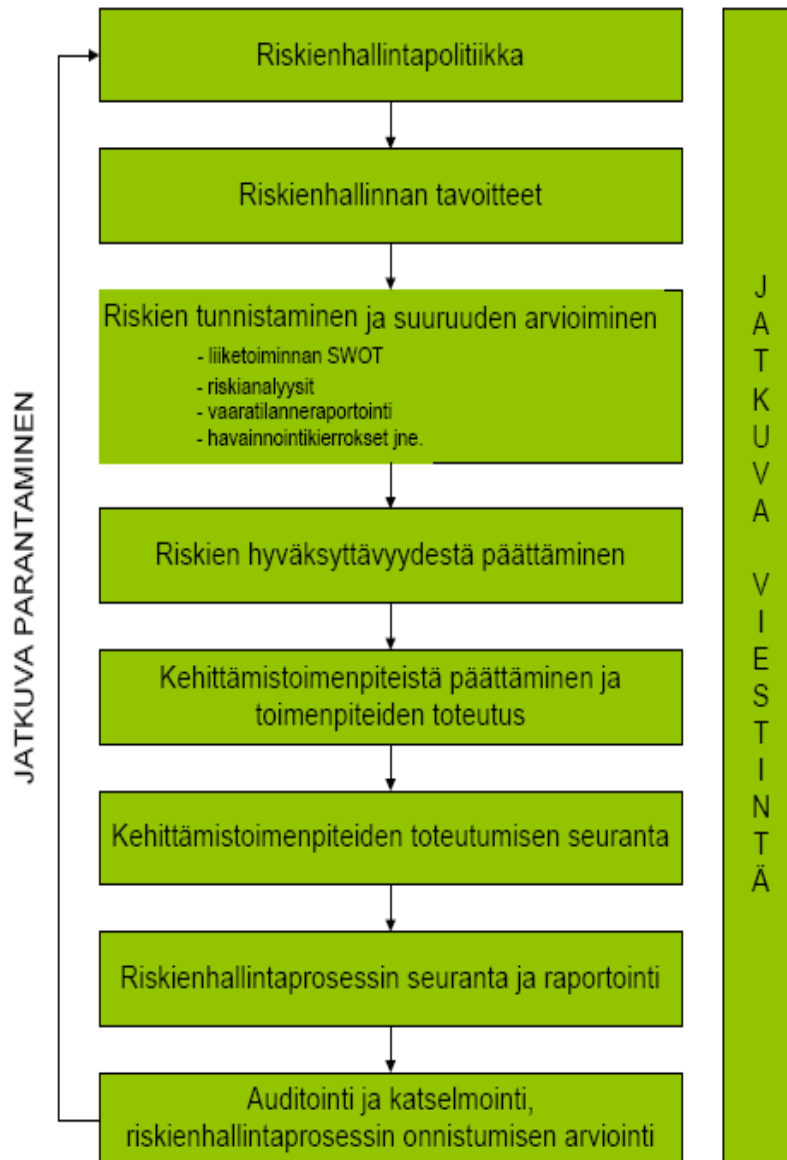 Riskienhallintapolitiikka
Riskienhallinnan tavoitteet
Riskien tunnistaminen ja suuruuden arvioiminen
- liiketoiminnan SWOT
- riskianalyysit
- vaaratilanneraportointi
- havainnointikierrokset jne.
Riskien hyväksyttävyydestä päättäminen
Kehittämistoimenpiteistä päättäminen ja
toimenpiteiden toteutus
Kehittämistoimenpiteiden toteutumisen seuranta
Riskienhallintaprosessin seuranta ja raportointi
Auditointi ja katselmointi,
riskienhallintaprosessin onnistumisen arviointi
JATKUVA PARANTAMINEN
JATKUVA VIESTINTÄ